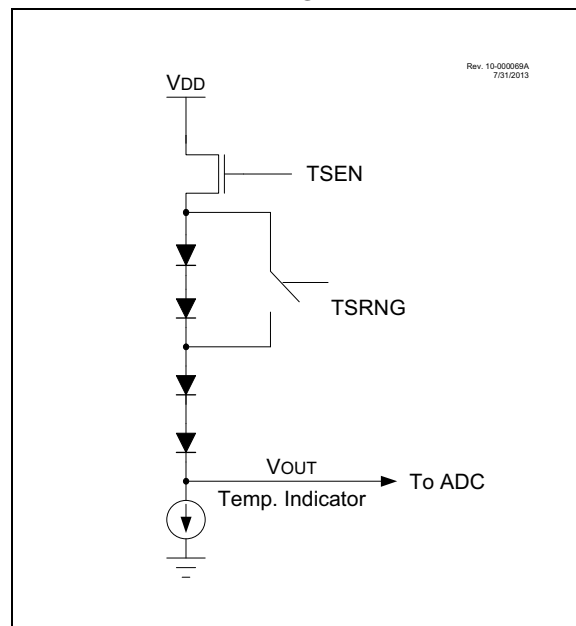 Rev. 10-000069A
7/31/2013
VDD
TSEN
TSRNG
VOUT
To ADC
Temp. Indicator